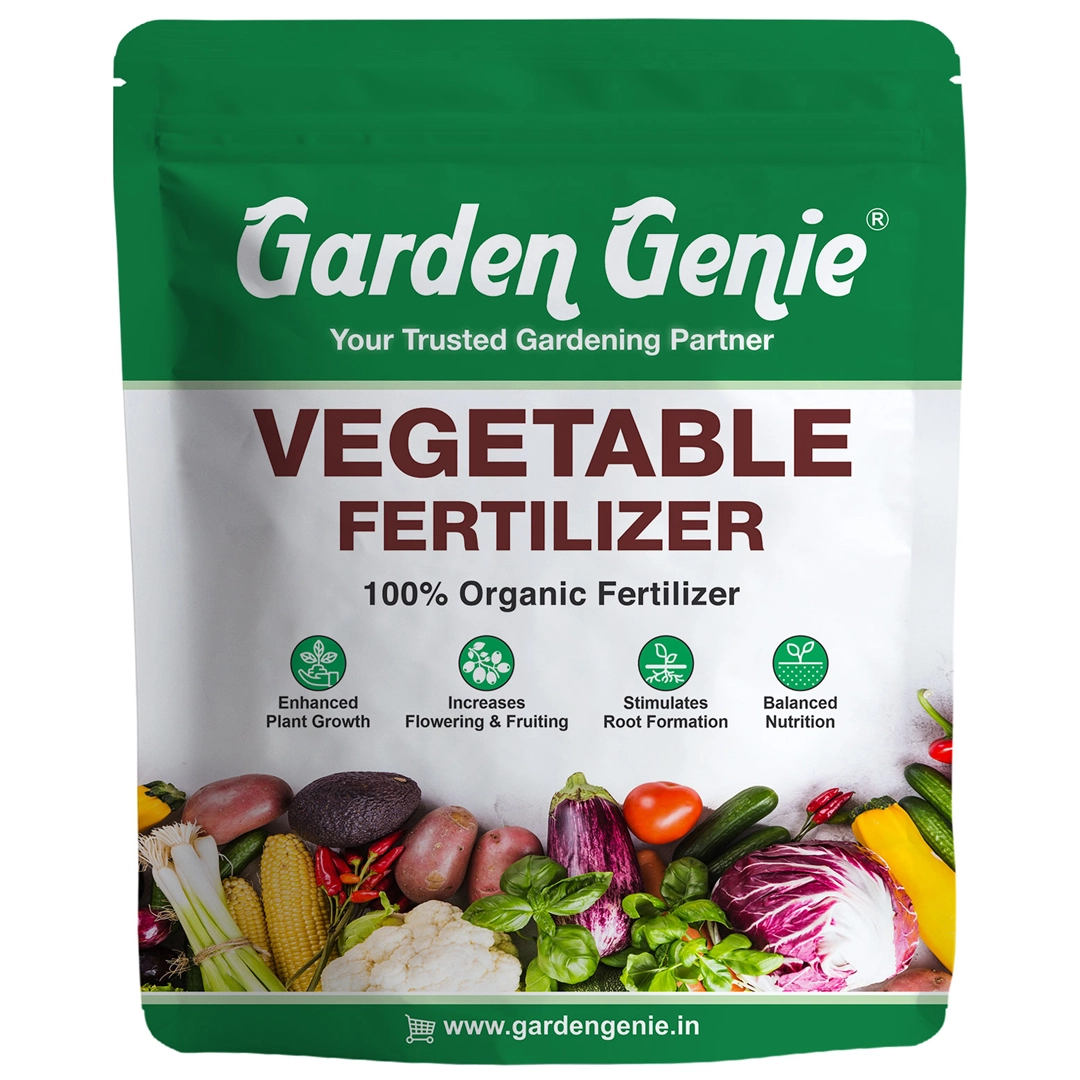 Garden Genie®
Your Trusted Gardening Partner
VEGETABLE
FERTILIZER
100% Organic Fertilizer
Enhanced
Plant Growth
Increases
Flowering & Fruiting
Stimulates
Root Formation
Balanced
Nutrition
www.gardengenie.in